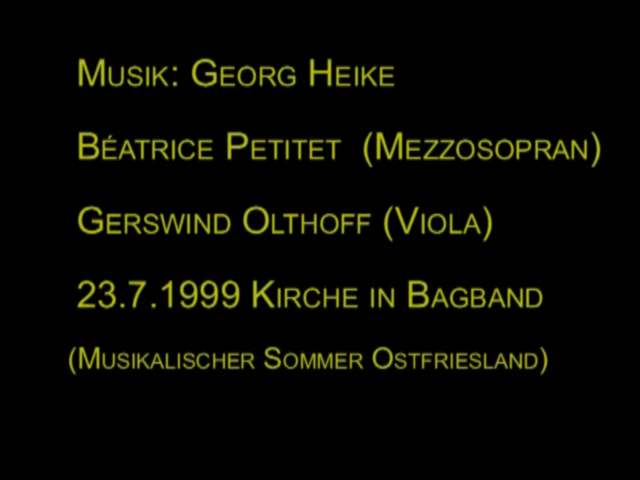 Musik: Georg Heike
Béatrice Petitet (Mezzosopran)
Gerswind Olthoff (Viola)
23.7.1999 Kirche in Bagband
(Musikalischer Sommer Ostfriesland)